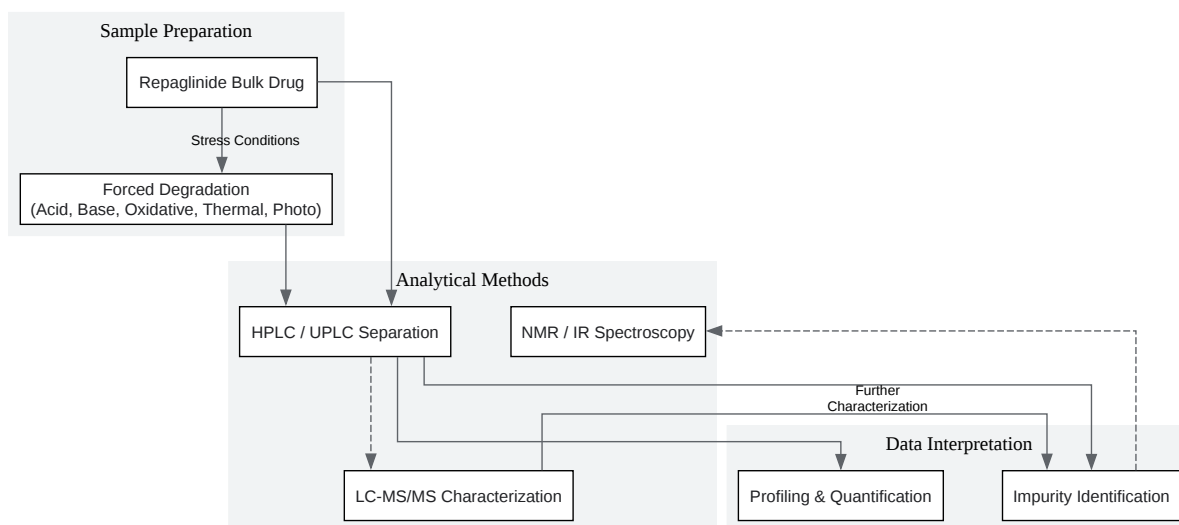 Sample Preparation
Repaglinide Bulk Drug
Stress Conditions
Forced Degradation
(Acid, Base, Oxidative, Thermal, Photo)
Analytical Methods
HPLC / UPLC Separation
NMR / IR Spectroscopy
Further
Characterization
Data Interpretation
LC-MS/MS Characterization
Profiling & Quantification
Impurity Identification